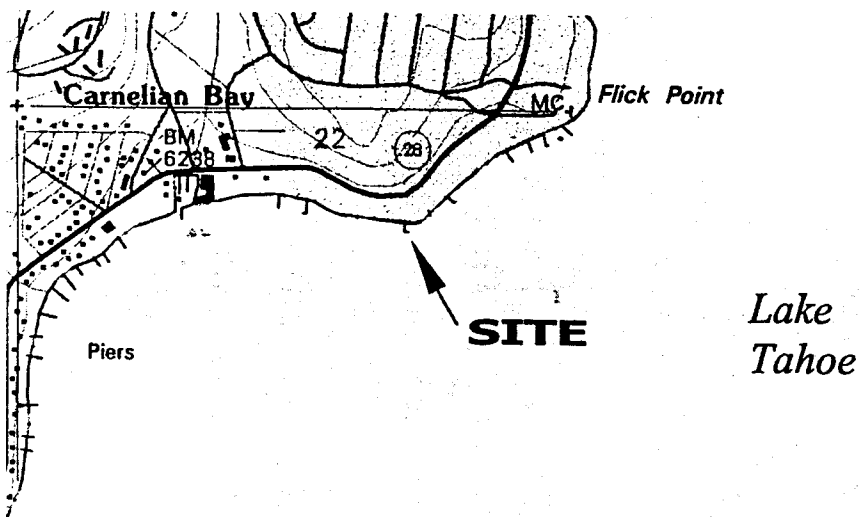 Carnelian Bay
MC
Flick Point
BM
6238
22
28
SITE
Lake
Tahoe
Piers